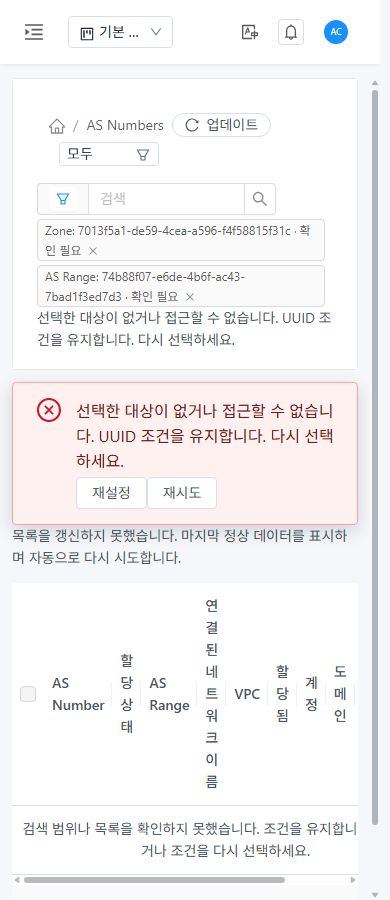 기본 ...
AC
/ AS Numbers 업데이트
모두
검색
Zone: 7013f5a1-de59-4cea-a596-f4f58815f31c · 확
인 필요 ×
AS Range: 74b88f07-e6de-4b6f-ac43-
7bad1f3ed7d3 · 확인 필요 ×
선택한 대상이 없거나 접근할 수 없습니다. UUID 조
건을 유지합니다. 다시 선택하세요.
선택한 대상이 없거나 접근할 수 없습니
다. UUID 조건을 유지합니다. 다시 선택
하세요.
재설정 재시도
목록을 갱신하지 못했습니다. 마지막 정상 데이터를 표시하
며 자동으로 다시 시도합니다.
AS
Number
할
당
상
태
AS
Range
연
결
된
네
트
워
크
이
름
VPC
할
당
됨
계
정
도
메
인
검색 범위나 목록을 확인하지 못했습니다. 조건을 유지합니
거나 조건을 다시 선택하세요.